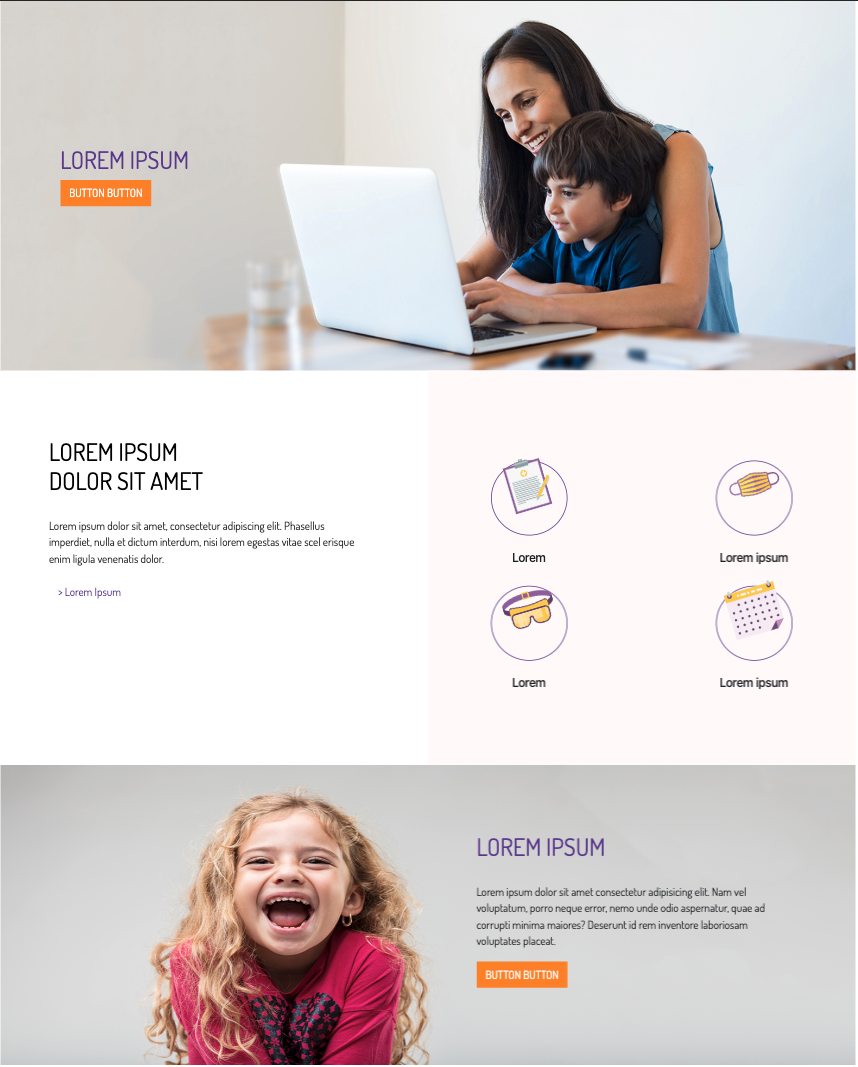 LOREM IPSUM
BUTTON BUTTON
LOREM IPSUM
DOLOR SIT AMET
Lorem ipsum dolor sit amet, consectetur adipiscing elit. Phasellus
imperdiet, nulla et dictum interdum, nisi lorem egestas vitae scel erisque
enim ligula venenatis dolor.
> Lorem Ipsum
Lorem
Lorem ipsum
Lorem
Lorem ipsum
LOREM IPSUM
Lorem ipsum dolor sit amet consectetur adipisicing elit. Nam vel
voluptatum, porro neque error, nemo unde odio aspernatur, quae ad
corrupti minima maiores? Deserunt id rem inventore laboriosam
voluptates placeat.
BUTTON BUTTON